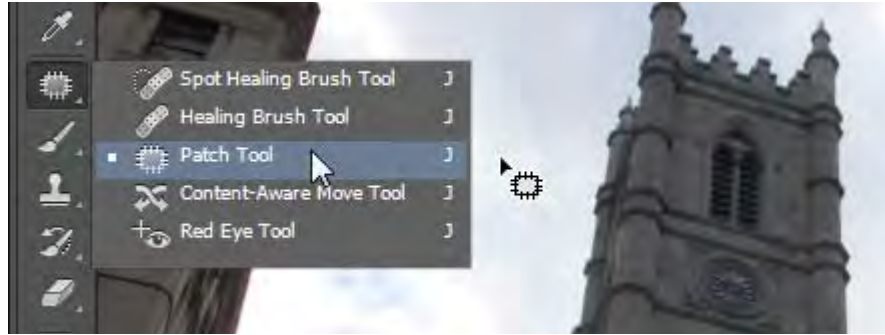 Spot Healing Brush Tool J
Healing Brush Tool J
Patch Tool J
Content-Aware Move Tool J
Red Eye Tool J